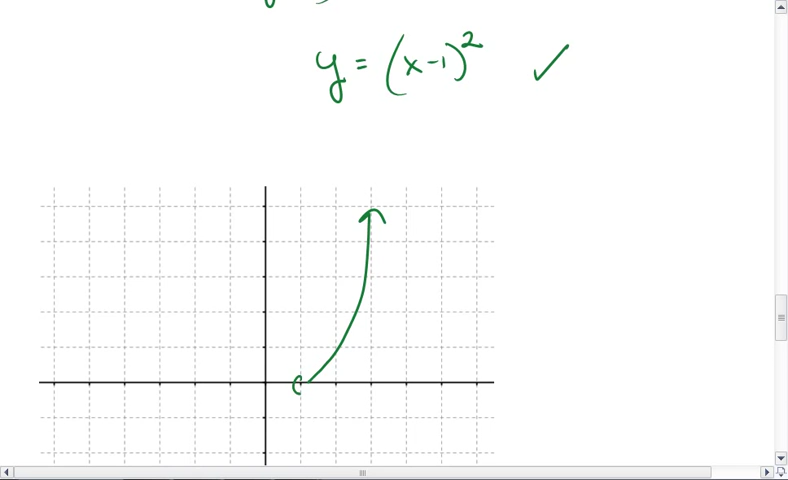 y = (x-1)²